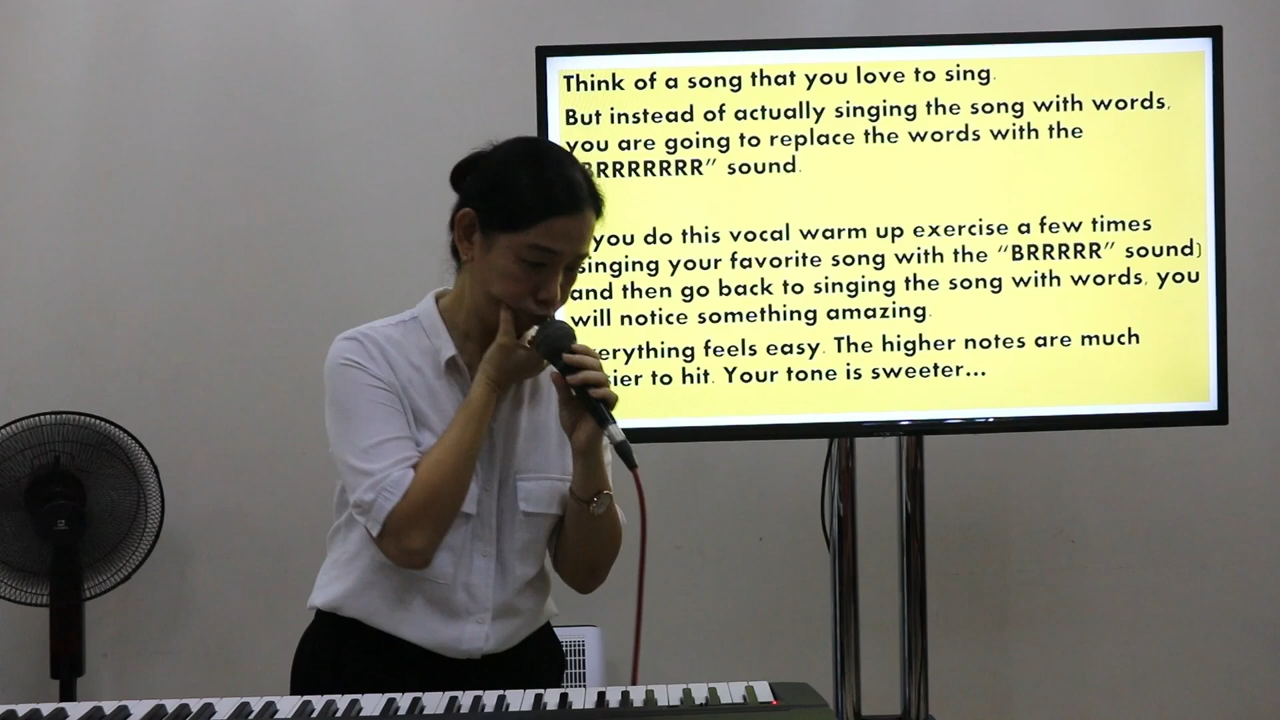 Think of a song that you love to sing.
But instead of actually singing the song with words,
you are going to replace the words with the
BRRRRRRR” sound.
you do this vocal warm up exercise a few times
singing your favorite song with the “BRRRRR” sound)
and then go back to singing the song with words, you
will notice something amazing.
erything feels easy. The higher notes are much
sier to hit. Your tone is sweeter...